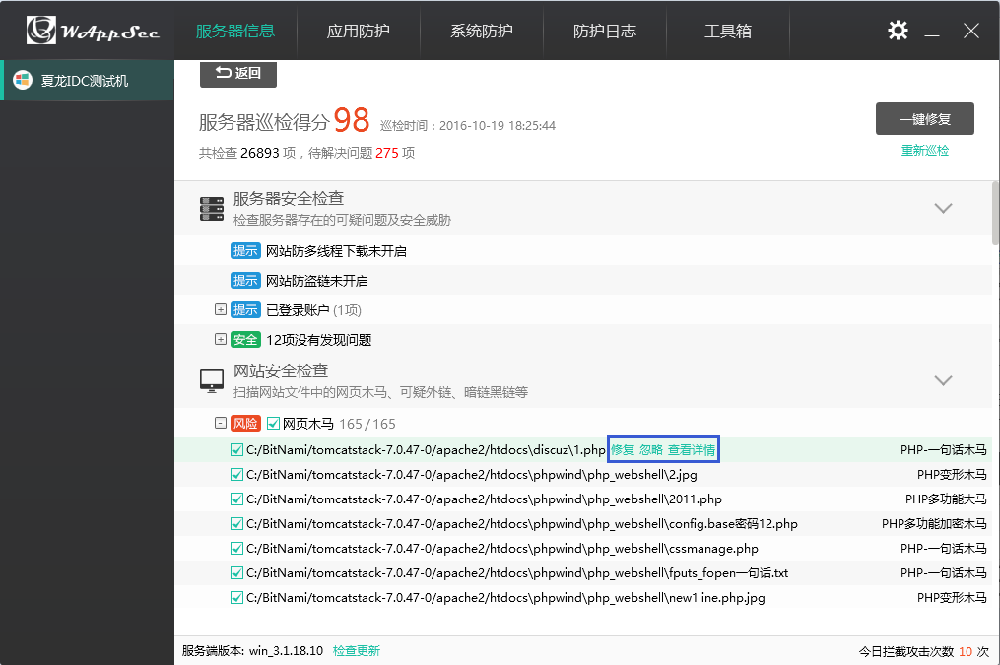 WAppSec 服务器信息 应用防护 系统防护 防护日志 工具箱
夏龙IDC测试机
返回
服务器巡检得分98 巡检时间：2016-10-19 18:25:44
一键修复
共检查 26893 项，待解决问题 275 项
重新巡检
服务器安全检查
检查服务器存在的可疑问题及安全威胁
提示 网站防多线程下载未开启
提示 网站防盗链未开启
提示 已登录账户 (1项)
安全 12项没有发现问题
网站安全检查
扫描网站文件中的网页木马、可疑外链、暗链黑链等
风险 网页木马 165/165
C:/BitNami/tomcatstack-7.0.47-0/apache2/htdocs\discuz\1.php 修复 忽略 查看详情 PHP-一句话木马
C:/BitNami/tomcatstack-7.0.47-0/apache2/htdocs\phpwind\php_webshell\2.jpg PHP变形木马
C:/BitNami/tomcatstack-7.0.47-0/apache2/htdocs\phpwind\php_webshell\2011.php PHP多功能大马
C:/BitNami/tomcatstack-7.0.47-0/apache2/htdocs\phpwind\php_webshell\config.base密码12.php PHP多功能加密木马
C:/BitNami/tomcatstack-7.0.47-0/apache2/htdocs\phpwind\php_webshell\cssmanage.php PHP-一句话木马
C:/BitNami/tomcatstack-7.0.47-0/apache2/htdocs\phpwind\php_webshell\fputs_fopen一句话.txt PHP-一句话木马
C:/BitNami/tomcatstack-7.0.47-0/apache2/htdocs\phpwind\php_webshell\new1line.php.jpg PHP变形木马
服务端版本: win_3.1.18.10 检查更新 今日拦截攻击次数 10 次